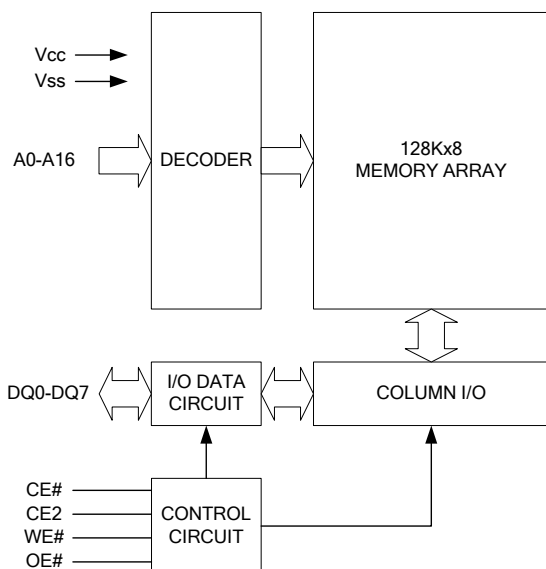 Vcc
Vss
A0-A16
DECODER
128Kx8
MEMORY ARRAY
DQ0-DQ7
I/O DATA
CIRCUIT
COLUMN I/O
CE#
CE2
WE#
OE#
CONTROL
CIRCUIT